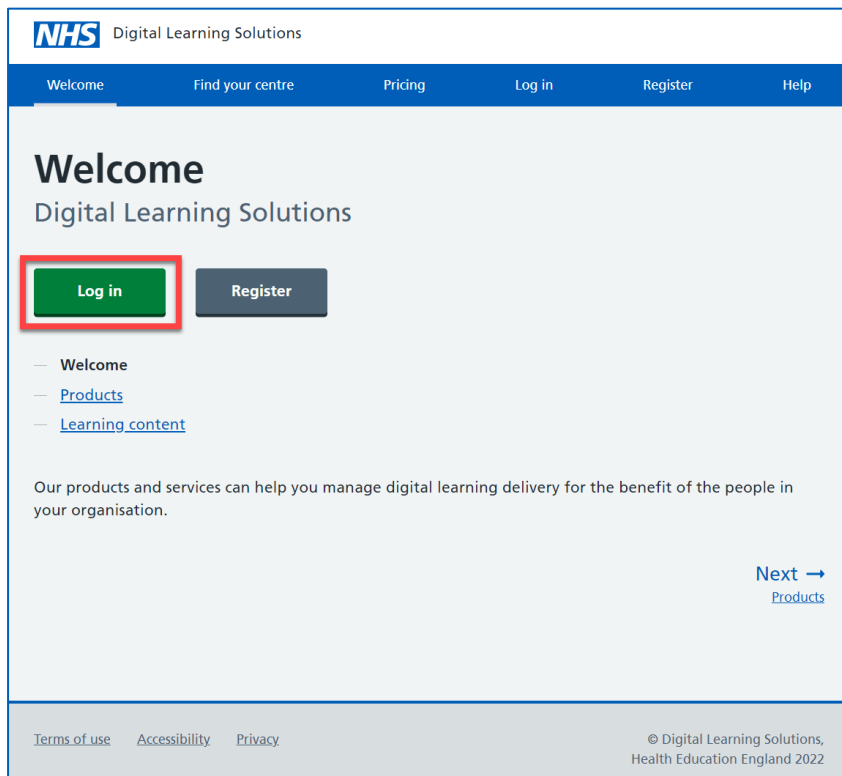 NHS Digital Learning Solutions
Welcome Find your centre Pricing Log in Register Help
Welcome
Digital Learning Solutions
Log in Register
— Welcome
— Products
— Learning content
Our products and services can help you manage digital learning delivery for the benefit of the people in
your organisation.
Next →
Products
Terms of use Accessibility Privacy © Digital Learning Solutions,
Health Education England 2022